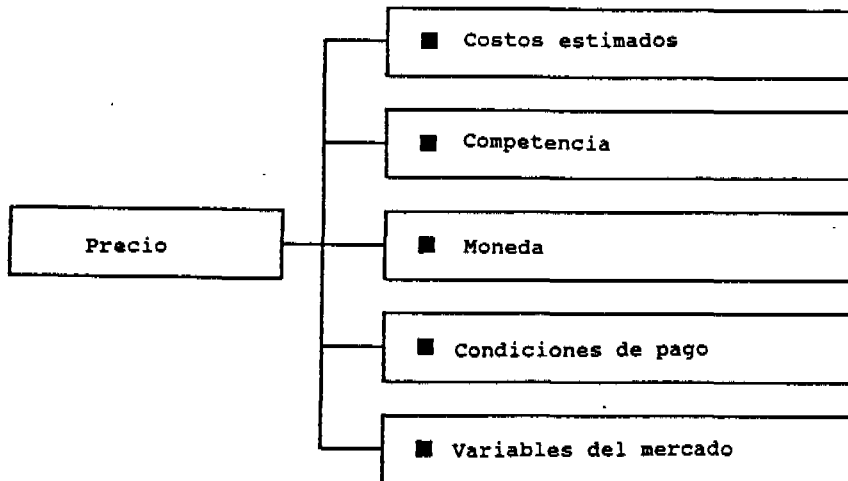 ■ Costos estimados
■ Competencia
Precio
■ Moneda
■ Condiciones de pago
■ Variables del mercado